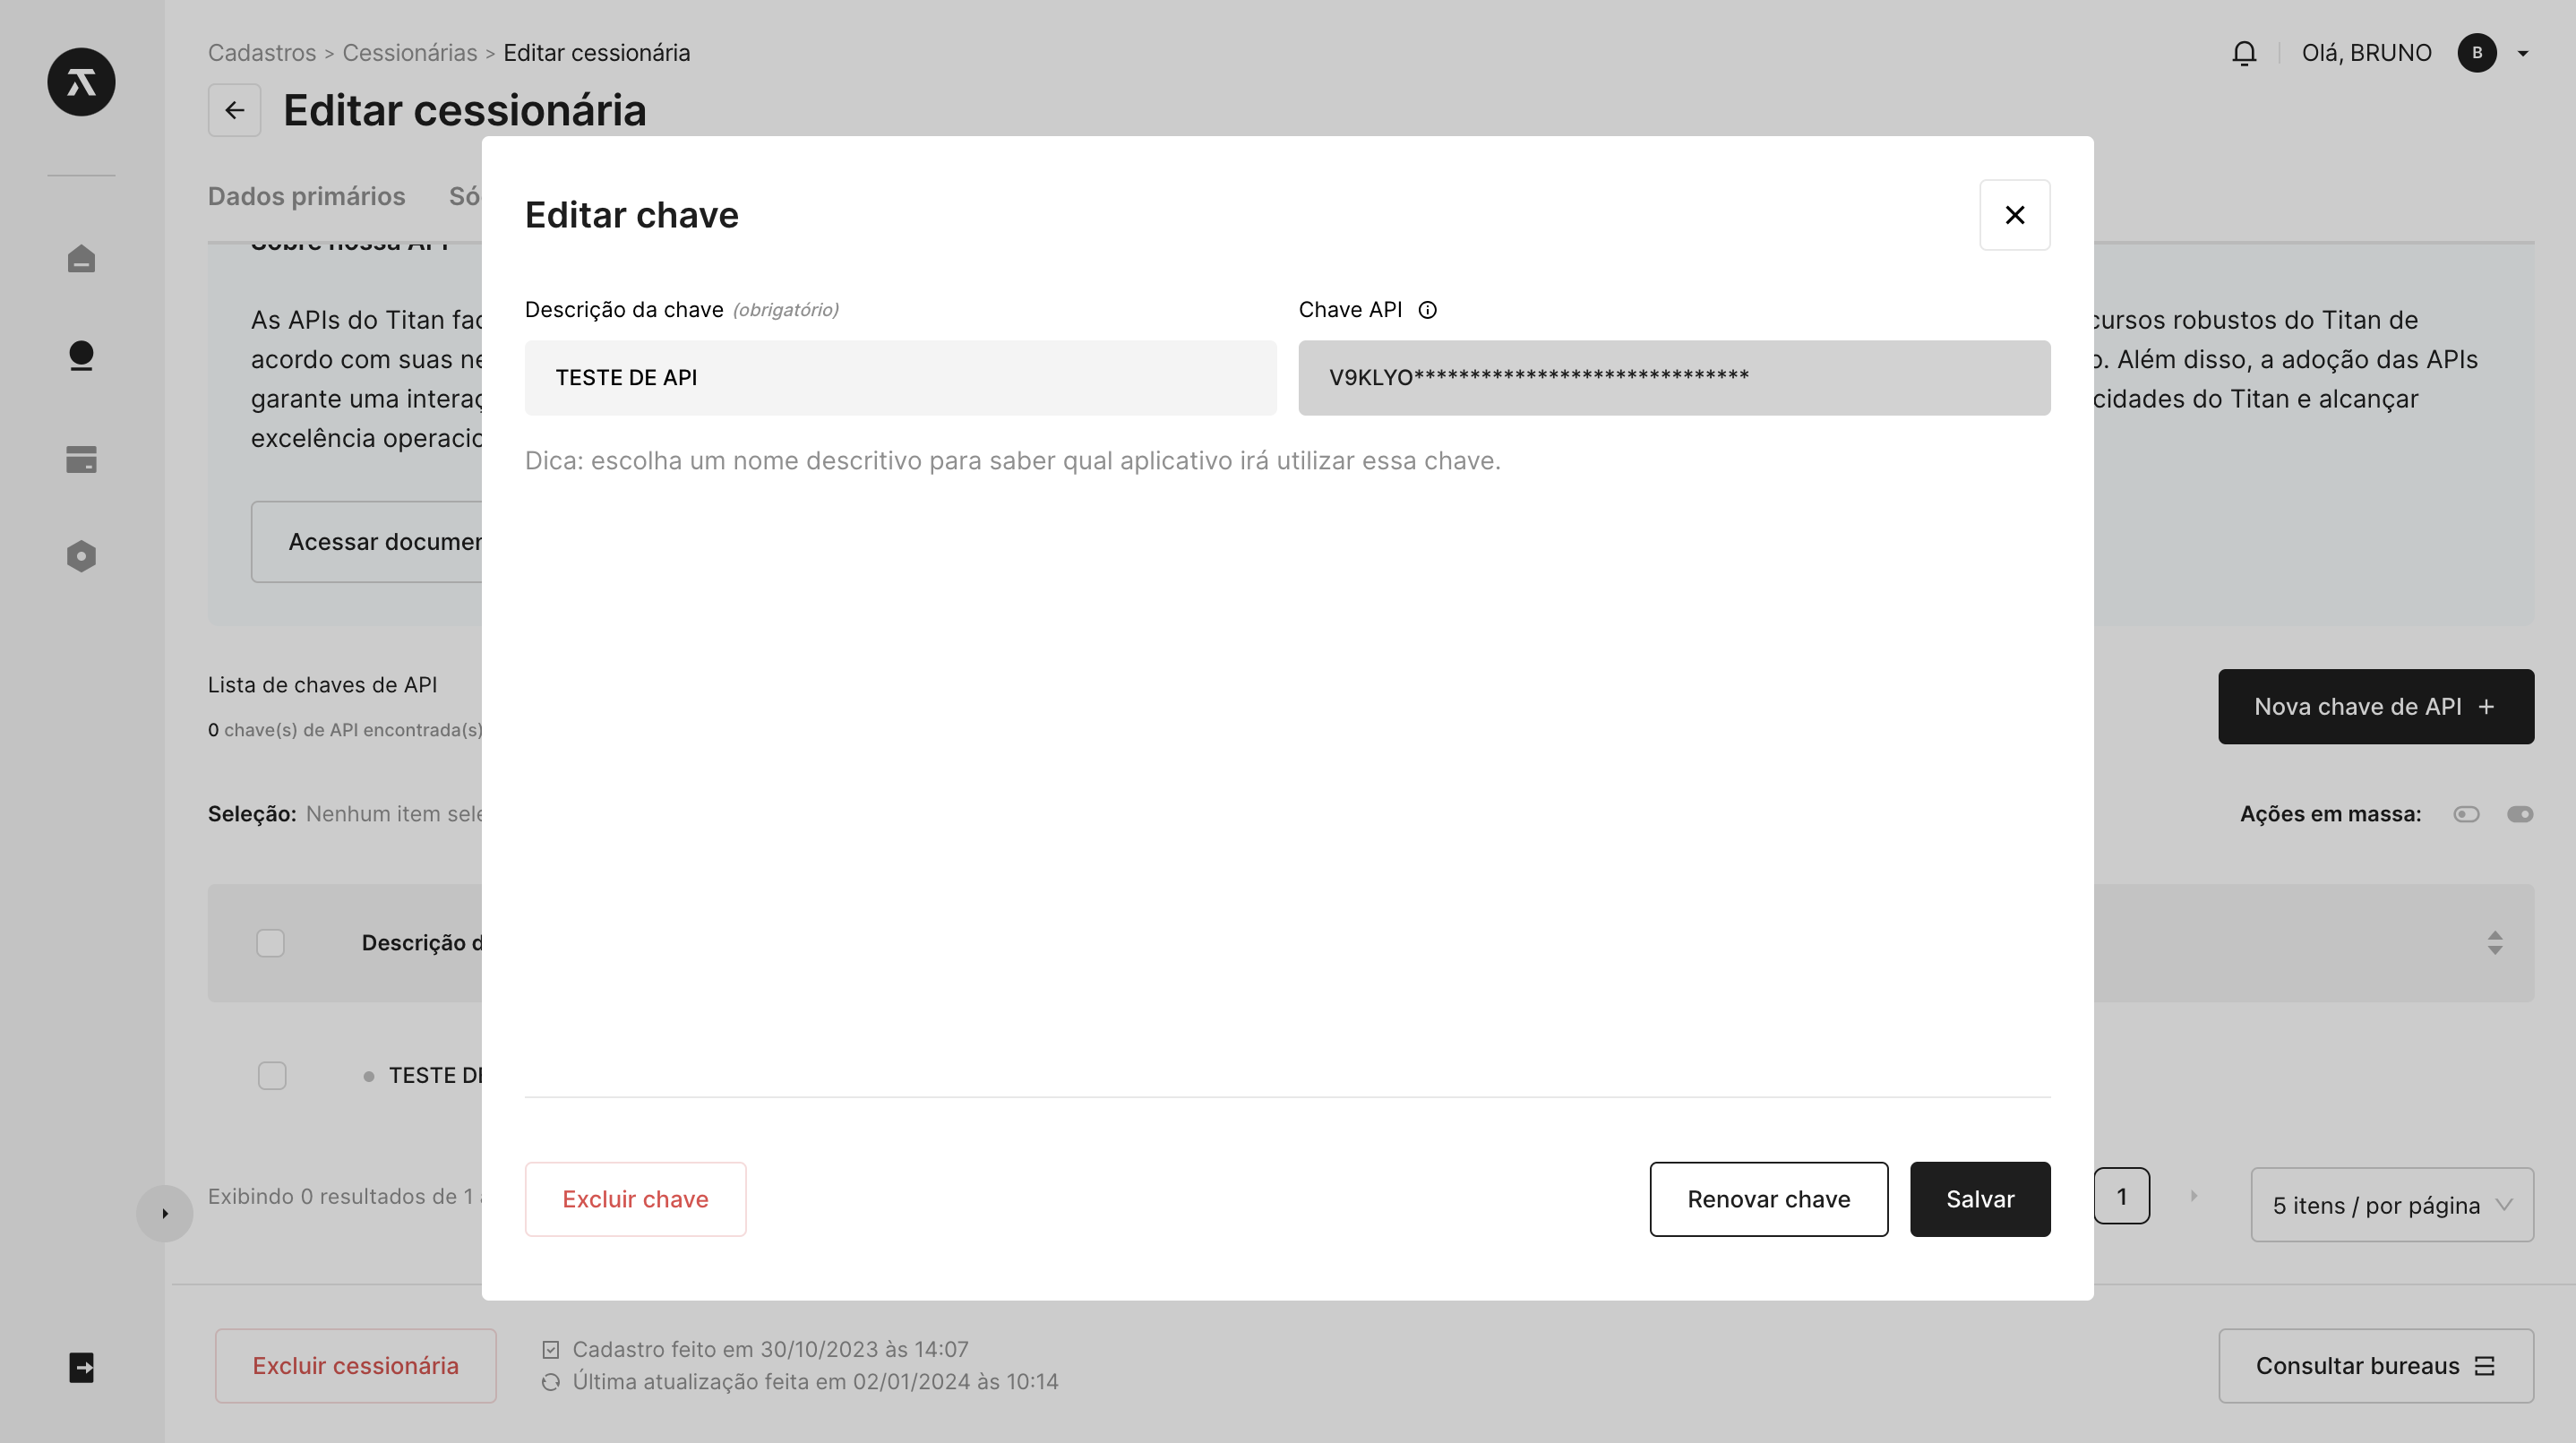 Cadastros > Cessionárias > Editar cessionária
Olá, BRUNO
B
Editar cessionária
Dados primários
Só
Editar chave
Sobre nossa API
Descrição da chave (obrigatório)
Chave API
TESTE DE API
V9KLYO******************************
Dica: escolha um nome descritivo para saber qual aplicativo irá utilizar essa chave.
As APIs do Titan fac
cursos robustos do Titan de
acordo com suas ne
o. Além disso, a adoção das APIs
garante uma interaç
cidades do Titan e alcançar
excelência operacio
Acessar documen
Lista de chaves de API
0 chave(s) de API encontrada(s)
Nova chave de API +
Seleção: Nenhum item sele
Ações em massa:
Descrição d
TESTE DE
Exibindo 0 resultados de 1 a
1
5 itens / por página
Excluir chave
Renovar chave
Salvar
Excluir cessionária
Cadastro feito em 30/10/2023 às 14:07
Última atualização feita em 02/01/2024 às 10:14
Consultar bureaus